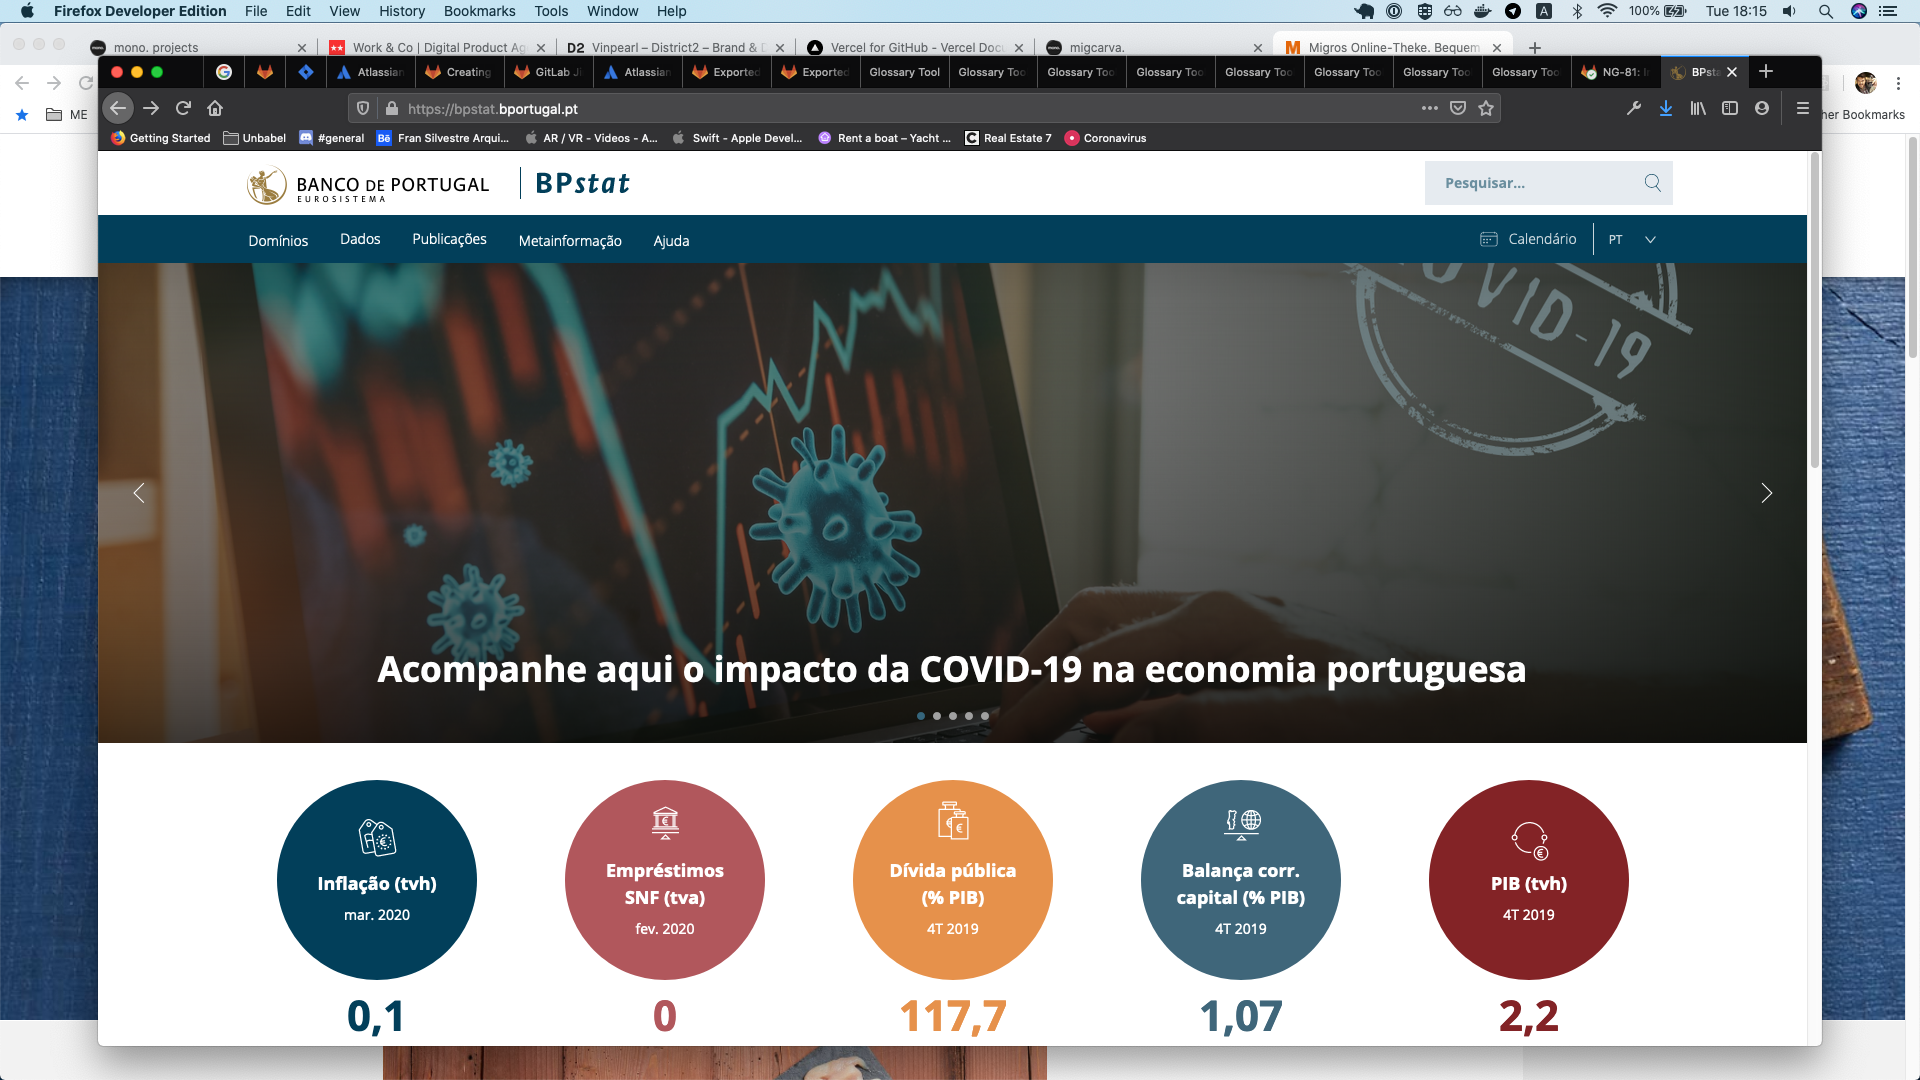 Firefox Developer Edition File Edit View History Bookmarks Tools Window Help 100% Tue 18:15
mono. projects Work & Co | Digital Product Ag D2 Vinpearl – District2 – Brand & D Vercel for GitHub - Vercel Docu migcarva. Migros Online-Theke. Bequem
Atlassian Creating GitLab Ji Atlassian Exported Exported Glossary Tool Glossary Too Glossary Too Glossary Too Glossary Too Glossary Too Glossary Too Glossary Too NG-81: BPsta
https://bpstat.bportugal.pt
ME
her Bookmarks
Getting Started Unbabel #general Fran Silvestre Arqui... AR / VR - Videos - A... Swift - Apple Devel... Rent a boat – Yacht ... Real Estate 7 Coronavirus
BANCO DE PORTUGAL
EUROSISTEMA
BPstat
Pesquisar...
Domínios Dados Publicações Metainformação Ajuda Calendário PT
COVID-19
Acompanhe aqui o impacto da COVID-19 na economia portuguesa
Inflação (tvh)
mar. 2020
0,1
Empréstimos
SNF (tva)
fev. 2020
0
Dívida pública
(% PIB)
4T 2019
117,7
Balança corr.
capital (% PIB)
4T 2019
1,07
PIB (tvh)
4T 2019
2,2